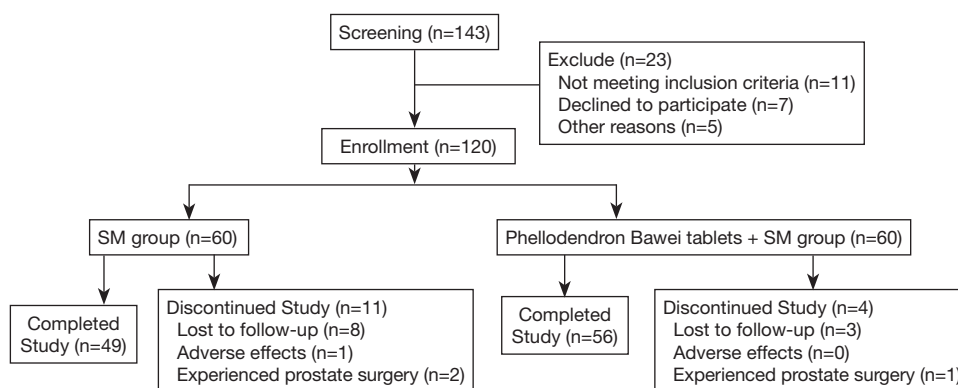 Screening (n=143)
Exclude (n=23)
Not meeting inclusion criteria (n=11)
Declined to participate (n=7)
Other reasons (n=5)
Enrollment (n=120)
SM group (n=60)
Phellodendron Bawei tablets + SM group (n=60)
Completed
Study (n=49)
Discontinued Study (n=11)
Lost to follow-up (n=8)
Adverse effects (n=1)
Experienced prostate surgery (n=2)
Completed
Study (n=56)
Discontinued Study (n=4)
Lost to follow-up (n=3)
Adverse effects (n=0)
Experienced prostate surgery (n=1)